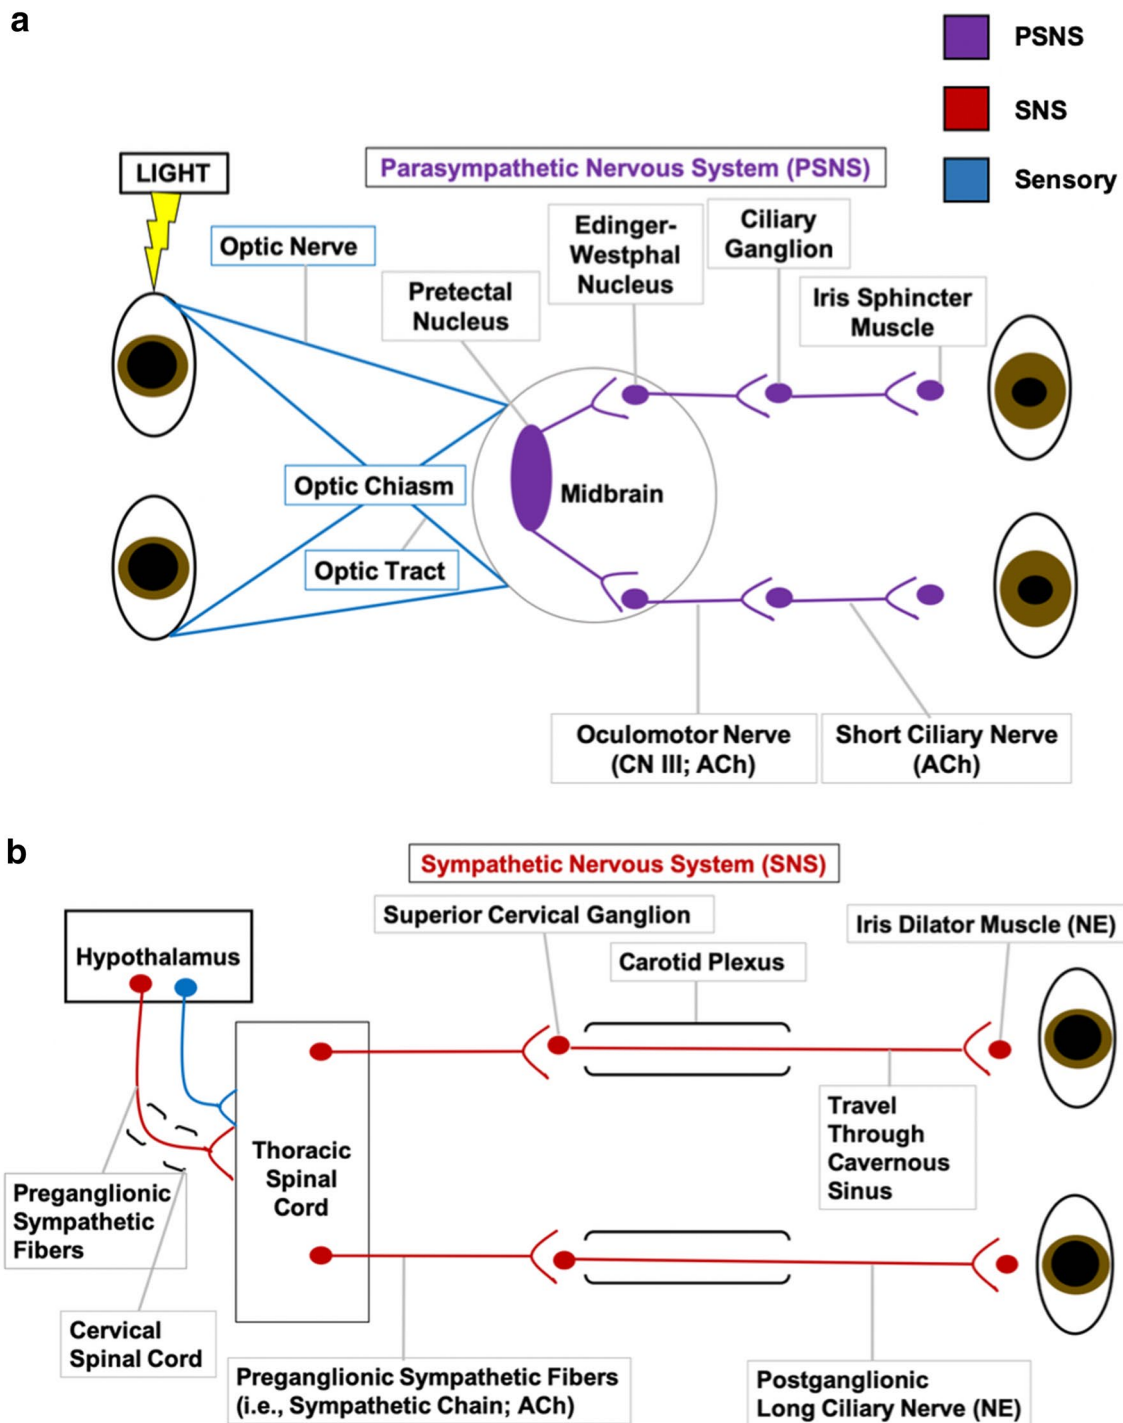 a
PSNS
SNS
Sensory
LIGHT
Parasympathetic Nervous System (PSNS)
Optic Nerve
Pretectal
Nucleus
Edinger-
Westphal
Nucleus
Ciliary
Ganglion
Iris Sphincter
Muscle
Optic Chiasm
Midbrain
Optic Tract
Oculomotor Nerve
(CN III; ACh)
Short Ciliary Nerve
(ACh)
b
Sympathetic Nervous System (SNS)
Superior Cervical Ganglion
Iris Dilator Muscle (NE)
Carotid Plexus
Hypothalamus
Thoracic
Spinal
Cord
Travel
Through
Cavernous
Sinus
Preganglionic
Sympathetic
Fibers
Cervical
Spinal Cord
Preganglionic Sympathetic Fibers
(i.e., Sympathetic Chain; ACh)
Postganglionic
Long Ciliary Nerve (NE)